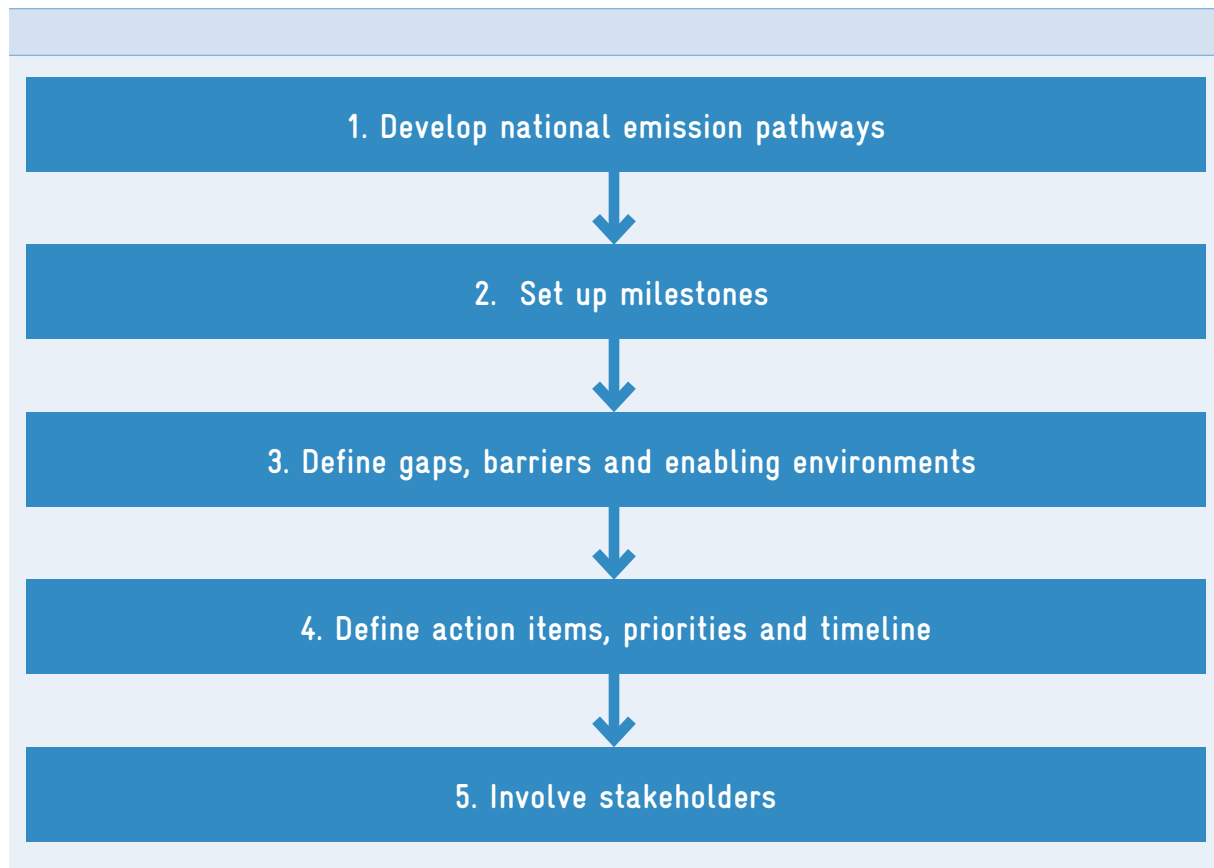 1. Develop national emission pathways
2. Set up milestones
3. Define gaps, barriers and enabling environments
4. Define action items, priorities and timeline
5. Involve stakeholders